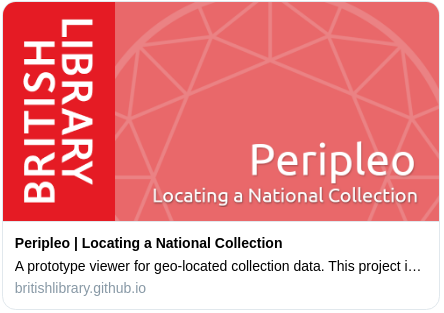 BRITISH
LIBRARY
Peripleo
Locating a National Collection
Peripleo | Locating a National Collection
A prototype viewer for geo-located collection data. This project i…
britishlibrary.github.io